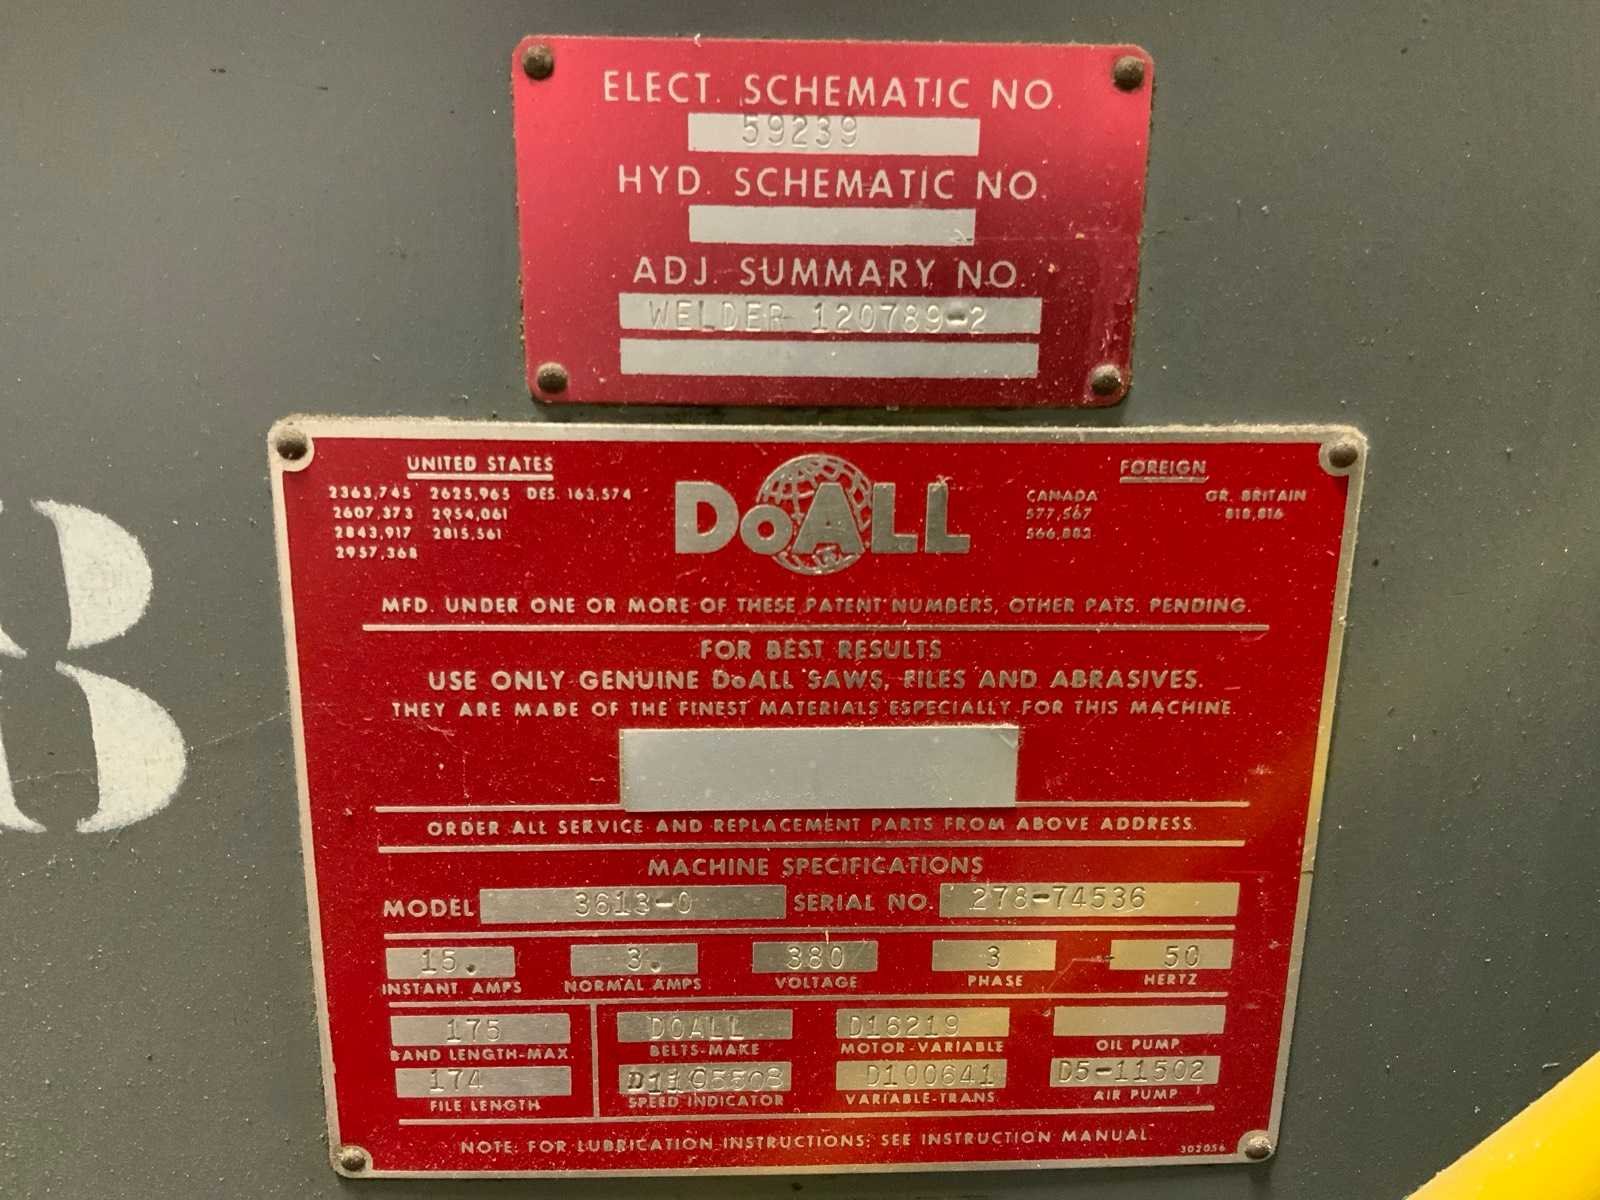 ELECT. SCHEMATIC NO.
59239
HYD. SCHEMATIC NO.
ADJ. SUMMARY NO.
WELDER 120789-2
UNITED STATES
2363,745 2625,965 DES. 163,574
2607,373 2954,061
2843,917 2815,561
2957,368
DoALL
FOREIGN
CANADA GR. BRITAIN
577,567 818,816
566,882
MFD. UNDER ONE OR MORE OF THESE PATENT NUMBERS, OTHER PATS. PENDING.
FOR BEST RESULTS
USE ONLY GENUINE DoALL SAWS, FILES AND ABRASIVES.
THEY ARE MADE OF THE FINEST MATERIALS ESPECIALLY FOR THIS MACHINE.
ORDER ALL SERVICE AND REPLACEMENT PARTS FROM ABOVE ADDRESS.
MACHINE SPECIFICATIONS
MODEL 3613-0 SERIAL NO. 278-74536
15. 3. 380 3 50
INSTANT. AMPS NORMAL AMPS VOLTAGE PHASE HERTZ
175 DOALL D16219
BAND LENGTH-MAX. BELTS-MAKE MOTOR-VARIABLE OIL PUMP
174 D100641 D5-11502
FILE LENGTH SPEED INDICATOR VARIABLE-TRANS. AIR PUMP
NOTE: FOR LUBRICATION INSTRUCTIONS; SEE INSTRUCTION MANUAL.
302056